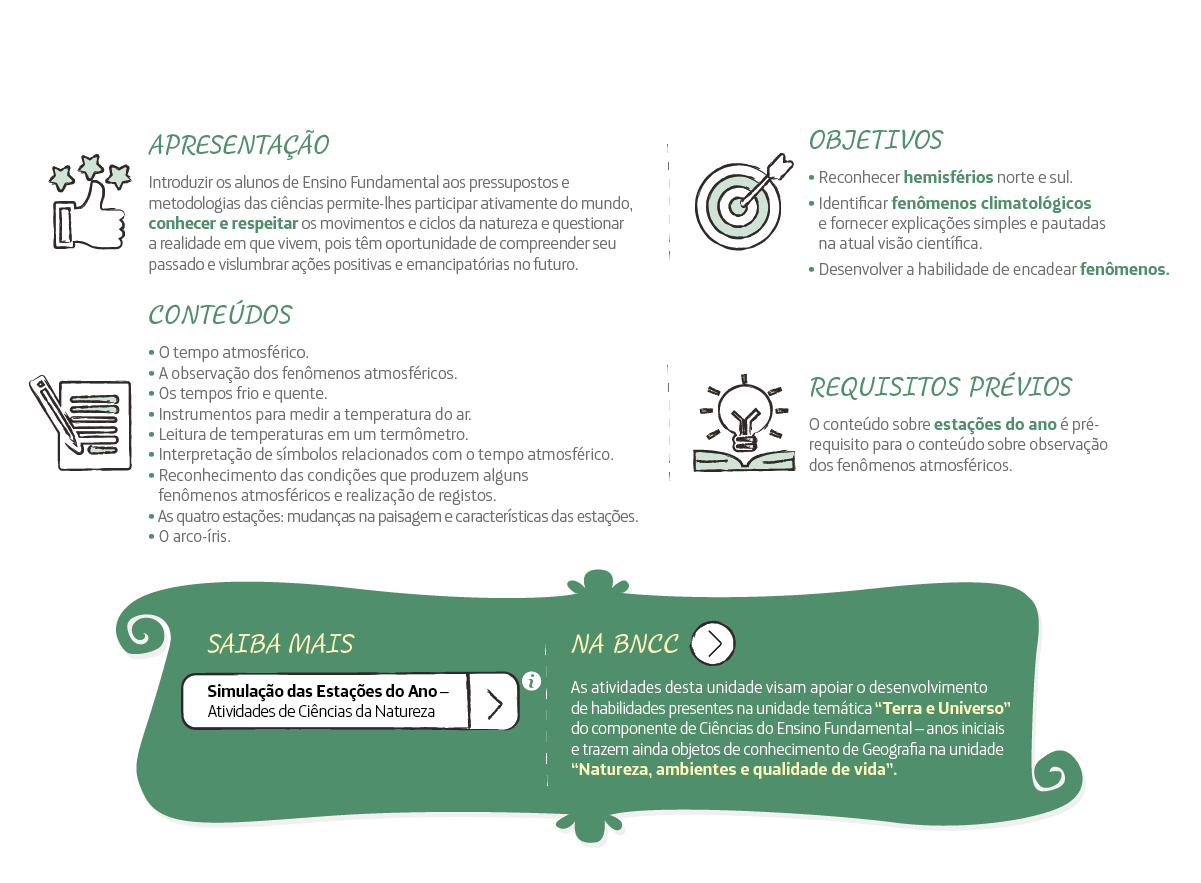 APRESENTAÇÃO
Introduzir os alunos de Ensino Fundamental aos pressupostos e
metodologias das ciências permite-lhes participar ativamente do mundo,
conhecer e respeitar os movimentos e ciclos da natureza e questionar
a realidade em que vivem, pois têm oportunidade de compreender seu
passado e vislumbrar ações positivas e emancipatórias no futuro.
CONTEÚDOS
• O tempo atmosférico.
• A observação dos fenômenos atmosféricos.
• Os tempos frio e quente.
• Instrumentos para medir a temperatura do ar.
• Leitura de temperaturas em um termômetro.
• Interpretação de símbolos relacionados com o tempo atmosférico.
• Reconhecimento das condições que produzem alguns
fenômenos atmosféricos e realização de registos.
• As quatro estações: mudanças na paisagem e características das estações.
• O arco-íris.
OBJETIVOS
• Reconhecer hemisférios norte e sul.
• Identificar fenômenos climatológicos
e fornecer explicações simples e pautadas
na atual visão científica.
• Desenvolver a habilidade de encadear fenômenos.
REQUISITOS PRÉVIOS
O conteúdo sobre estações do ano é pré-
requisito para o conteúdo sobre observação
dos fenômenos atmosféricos.
SAIBA MAIS
Simulação das Estações do Ano –
Atividades de Ciências da Natureza
i
NA BNCC
As atividades desta unidade visam apoiar o desenvolvimento
de habilidades presentes na unidade temática “Terra e Universo”
do componente de Ciências do Ensino Fundamental – anos iniciais
e trazem ainda objetos de conhecimento de Geografia na unidade
“Natureza, ambientes e qualidade de vida”.